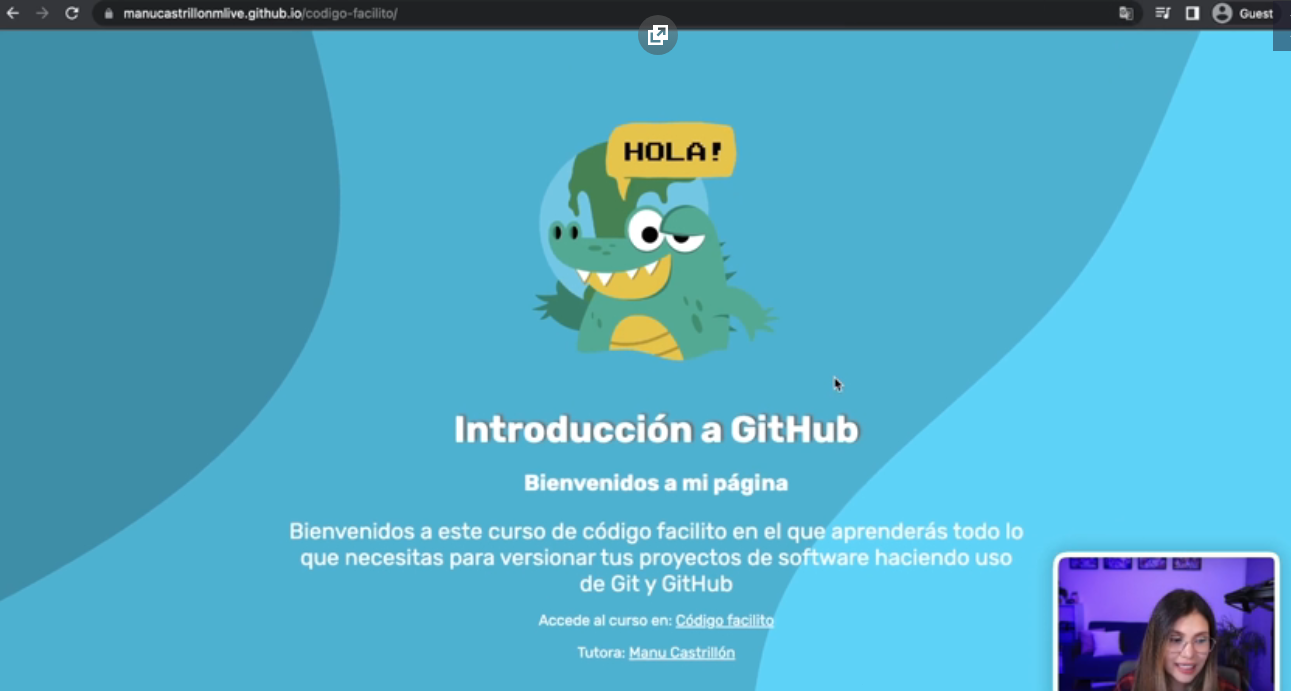 manucastrillonmlive.github.io/codigo-facilito/
Guest
HOLA!
Introducción a GitHub
Bienvenidos a mi página
Bienvenidos a este curso de código facilito en el que aprenderás todo lo
que necesitas para versionar tus proyectos de software haciendo uso
de Git y GitHub
Accede al curso en: Código facilito
Tutora: Manu Castrillón